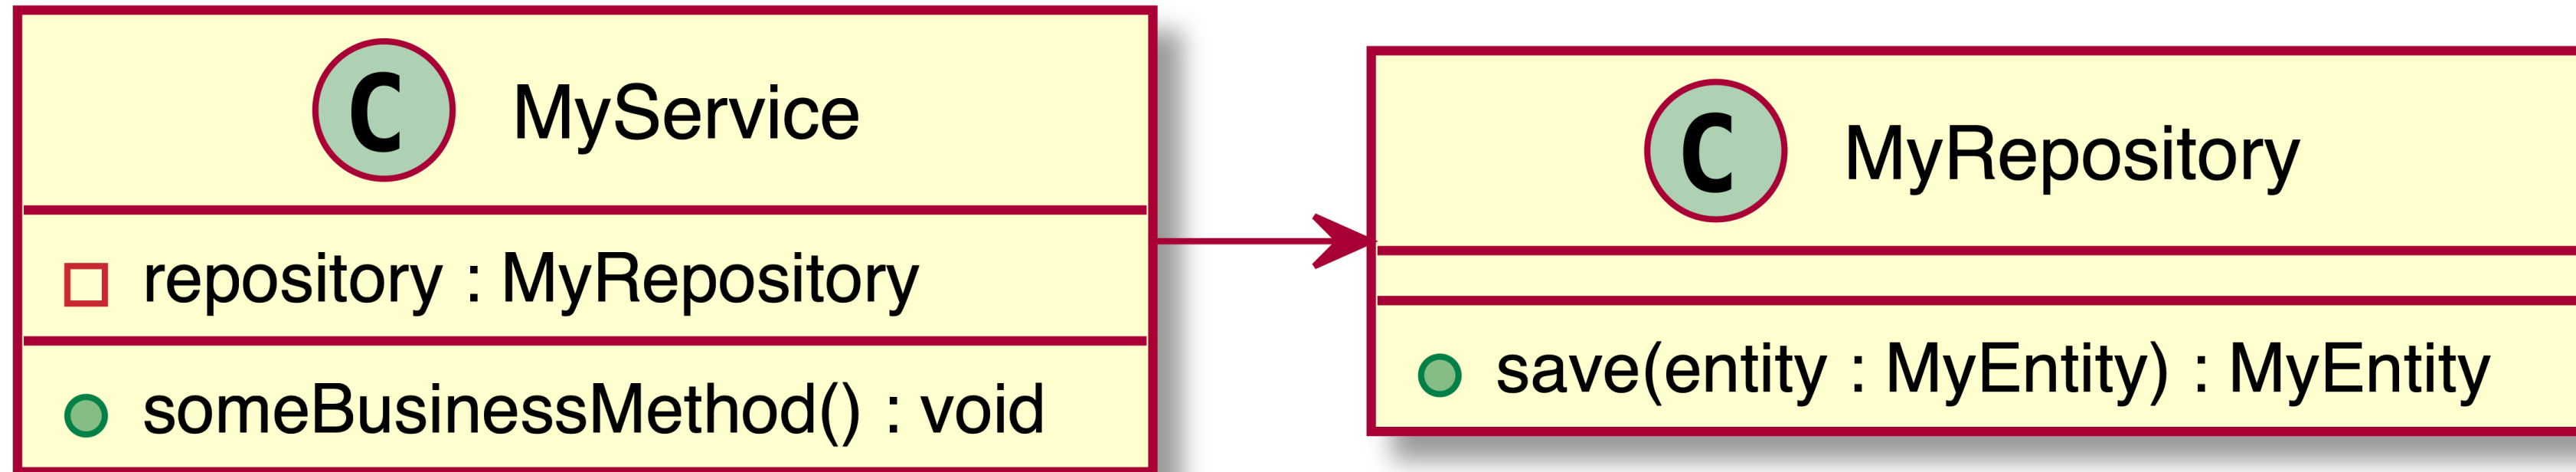 C MyService
repository : MyRepository
someBusinessMethod() : void
C MyRepository
save(entity : MyEntity) : MyEntity